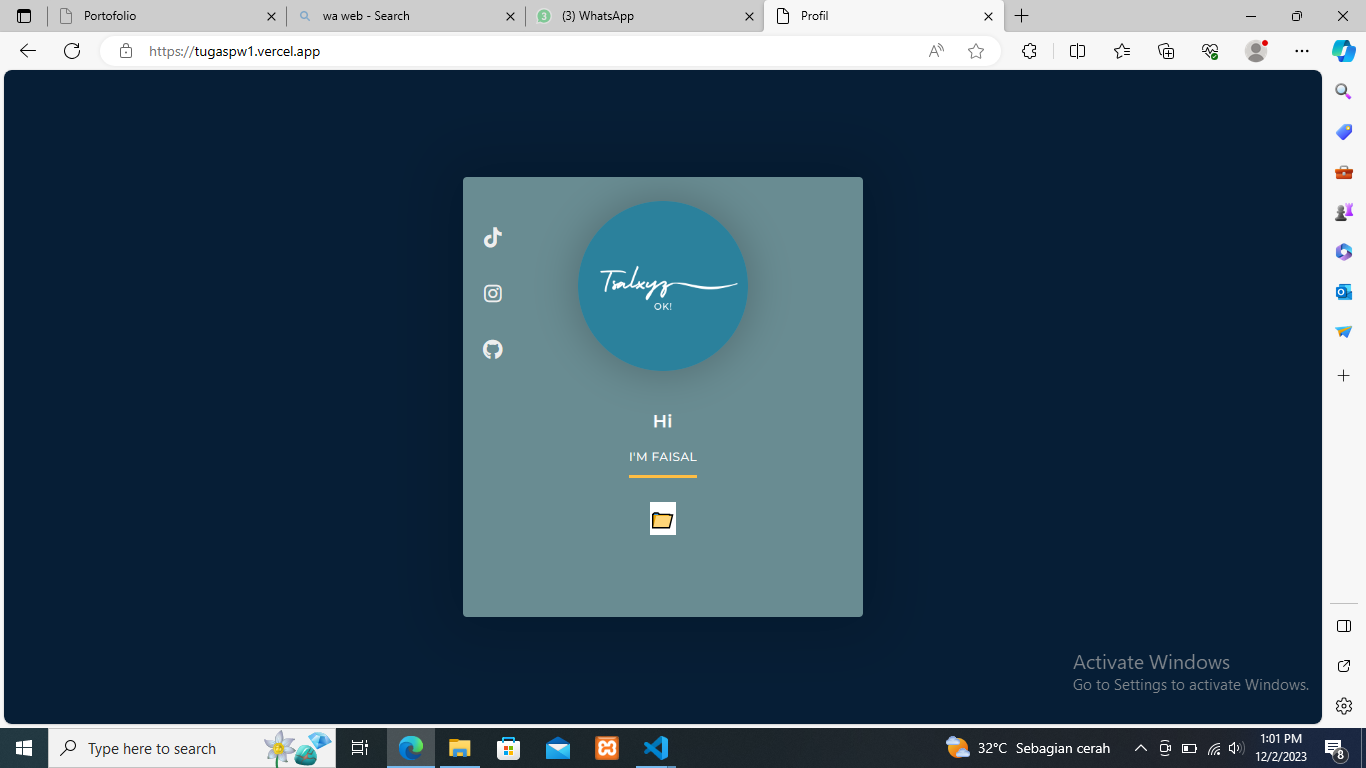 Portofolio
wa web - Search
3
(3) WhatsApp
Profil
https://tugaspw1.vercel.app
Tsalxyz
OK!
Hi
I'M FAISAL
Activate Windows
Go to Settings to activate Windows.
Type here to search
32°C Sebagian cerah
1:01 PM
12/2/2023
8